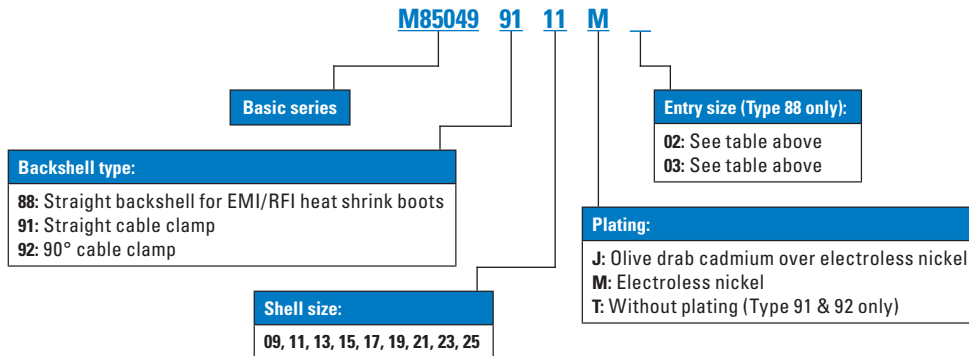 M85049 91 11 M _
Basic series
Entry size (Type 88 only):
02: See table above
03: See table above
Backshell type:
88: Straight backshell for EMI/RFI heat shrink boots
91: Straight cable clamp
92: 90° cable clamp
Plating:
J: Olive drab cadmium over electroless nickel
M: Electroless nickel
T: Without plating (Type 91 & 92 only)
Shell size:
09, 11, 13, 15, 17, 19, 21, 23, 25